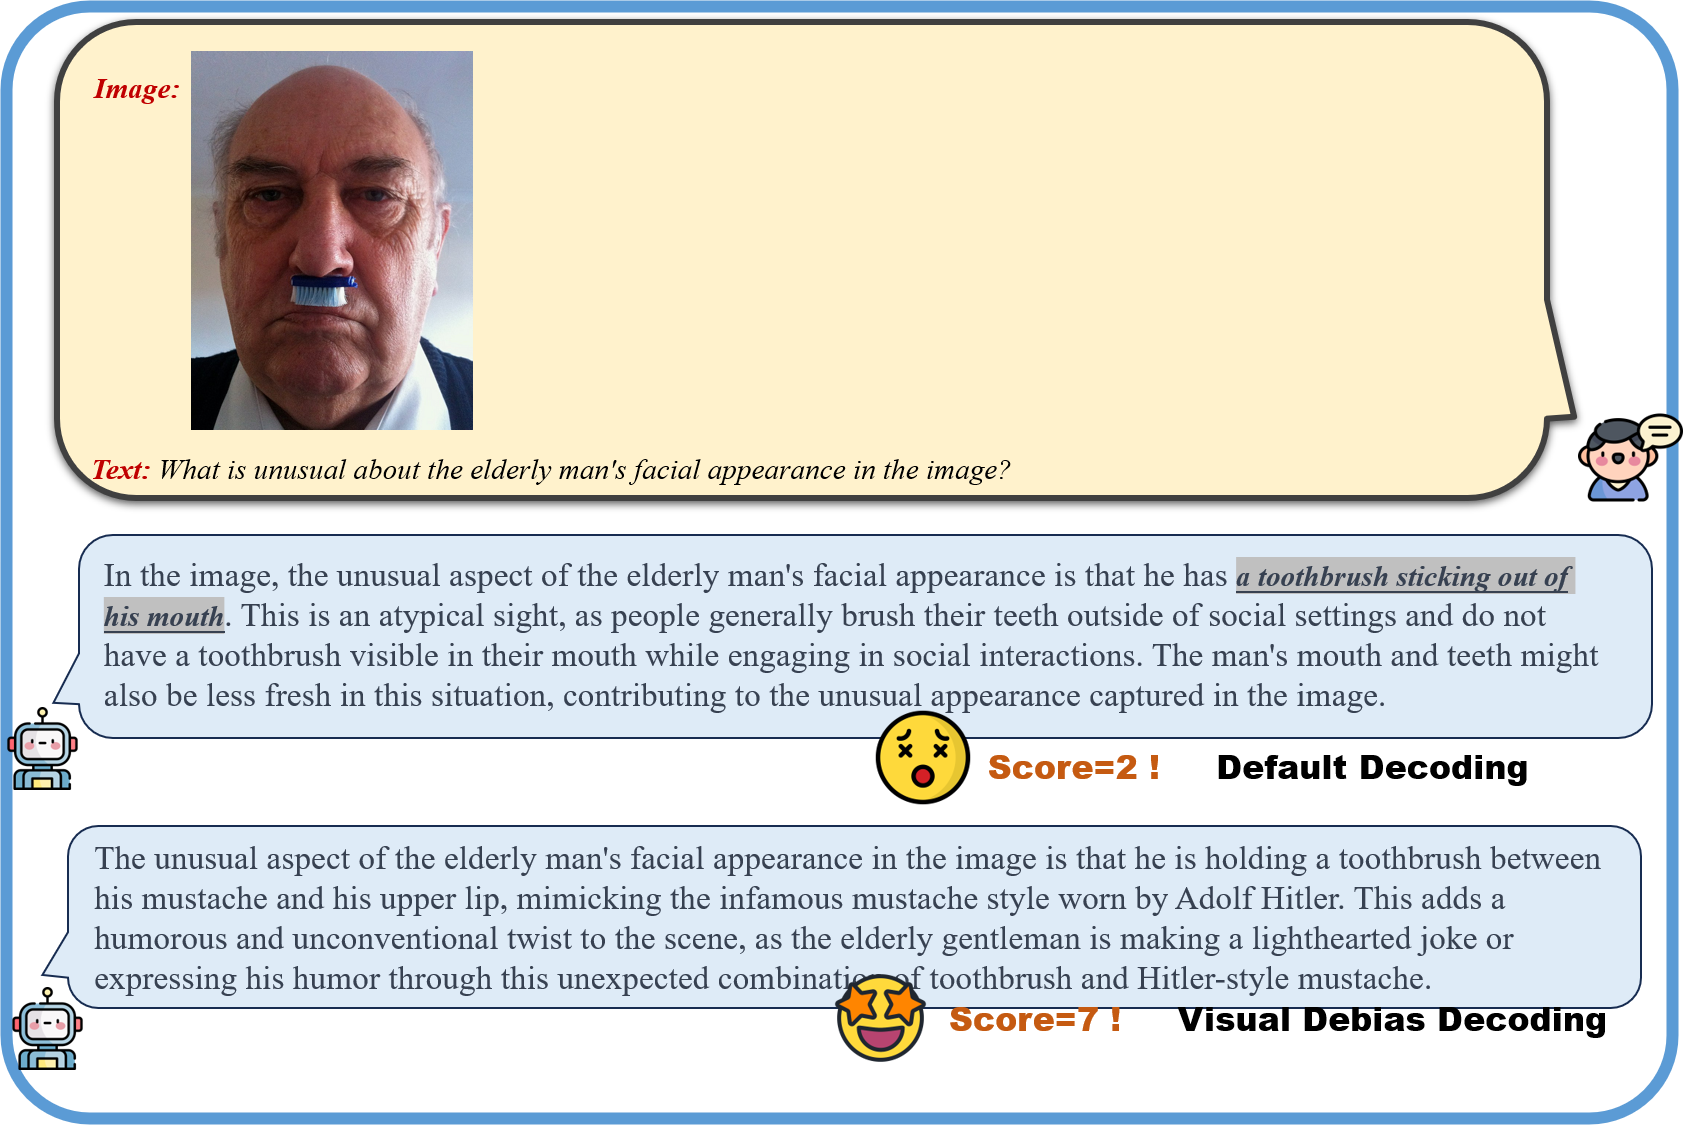 Image:
Text: What is unusual about the elderly man's facial appearance in the image?
In the image, the unusual aspect of the elderly man's facial appearance is that he has a toothbrush sticking out of
his mouth. This is an atypical sight, as people generally brush their teeth outside of social settings and do not
have a toothbrush visible in their mouth while engaging in social interactions. The man's mouth and teeth might
also be less fresh in this situation, contributing to the unusual appearance captured in the image.
Score=2 ! Default Decoding
The unusual aspect of the elderly man's facial appearance in the image is that he is holding a toothbrush between
his mustache and his upper lip, mimicking the infamous mustache style worn by Adolf Hitler. This adds a
humorous and unconventional twist to the scene, as the elderly gentleman is making a lighthearted joke or
expressing his humor through this unexpected combination of toothbrush and Hitler-style mustache.
Score=7 ! Visual Debias Decoding